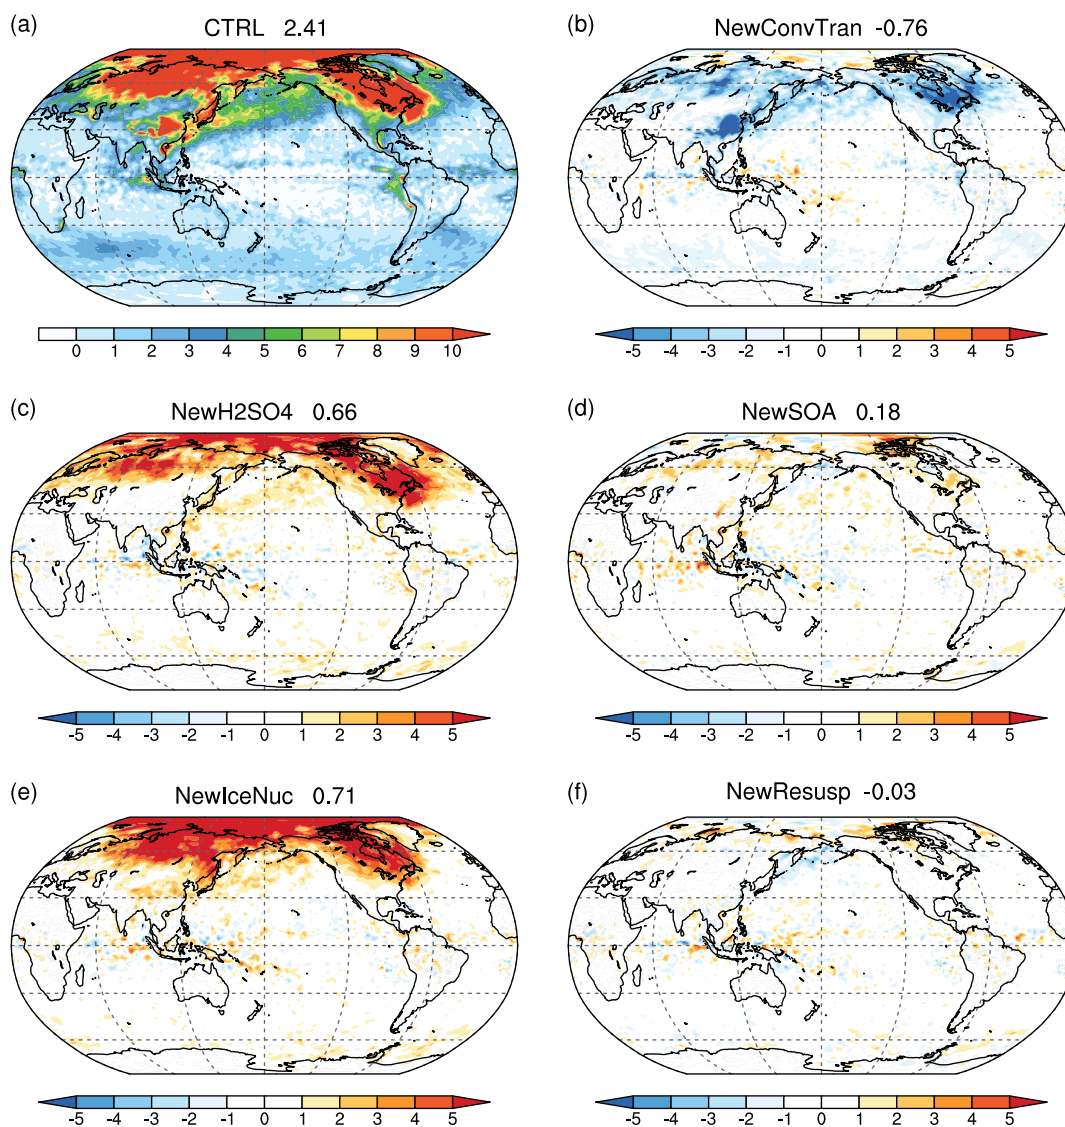 (a) CTRL 2.41
0 1 2 3 4 5 6 7 8 9 10
(b) NewConvTran -0.76
-5 -4 -3 -2 -1 0 1 2 3 4 5
(c) NewH2SO4 0.66
-5 -4 -3 -2 -1 0 1 2 3 4 5
(d) NewSOA 0.18
-5 -4 -3 -2 -1 0 1 2 3 4 5
(e) NewIceNuc 0.71
-5 -4 -3 -2 -1 0 1 2 3 4 5
(f) NewResusp -0.03
-5 -4 -3 -2 -1 0 1 2 3 4 5